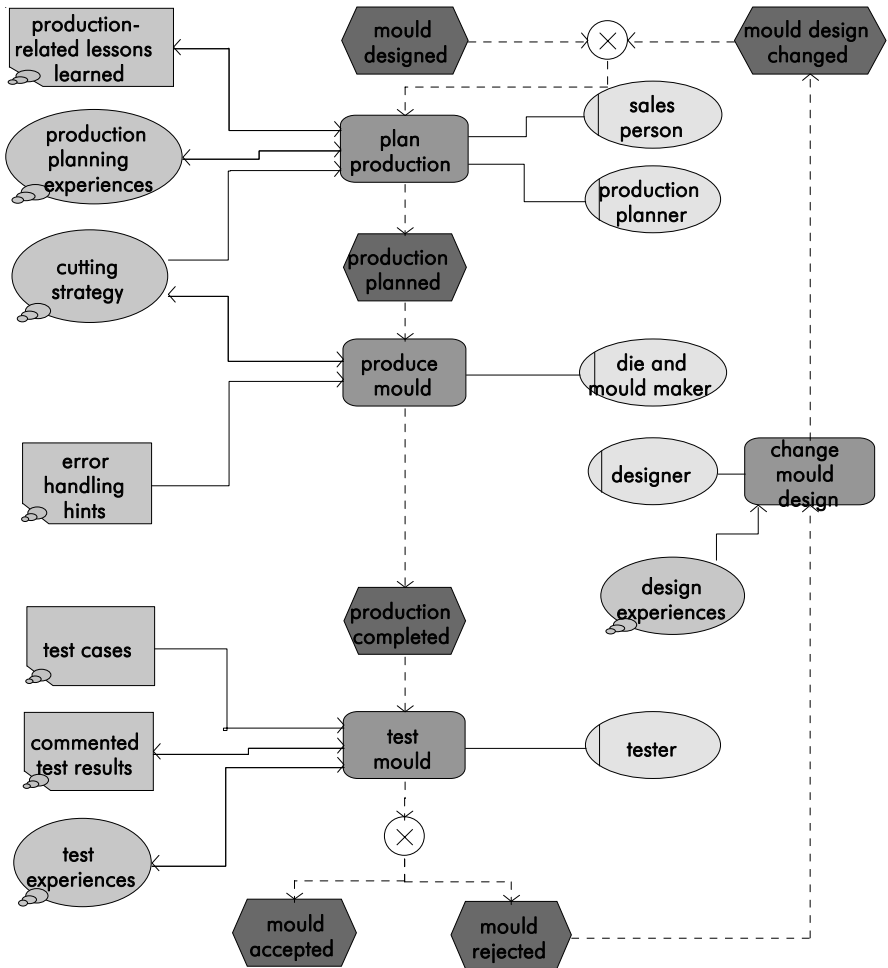 production-
related lessons
learned
mould
designed
mould design
changed
production
planning
experiences
plan
production
sales
person
production
planner
cutting
strategy
production
planned
produce
mould
die and
mould maker
error
handling
hints
designer
change
mould
design
design
experiences
production
completed
test cases
commented
test results
test
mould
tester
test
experiences
mould
accepted
mould
rejected